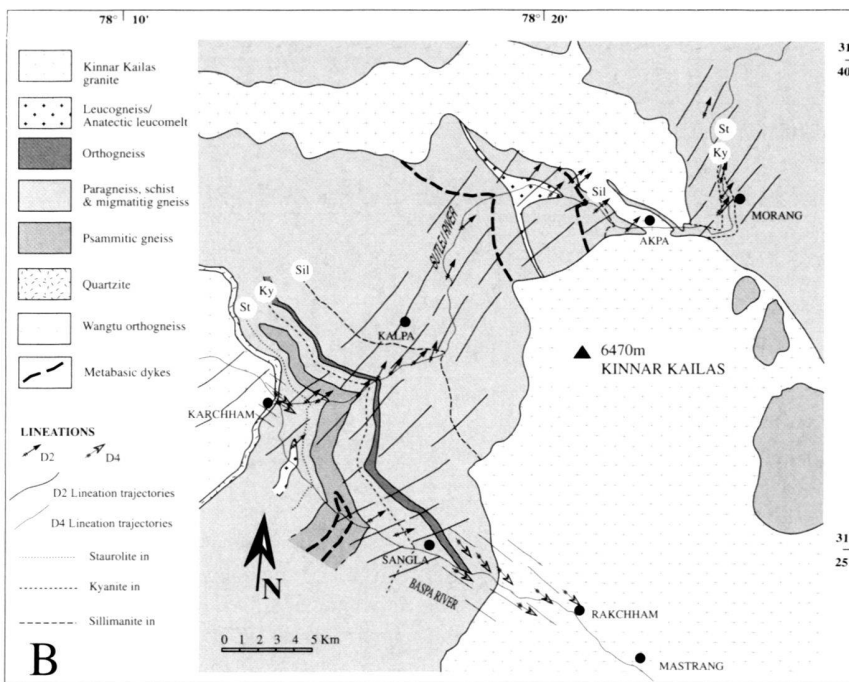 78° 10'
78° 20'
B
Kinnar Kailas
granite
Leucogneiss/
Anatectic leucomelt
Orthogneiss
Paragneiss, schist
& migmatitig gneiss
Psammitic gneiss
Quartzite
Wangtu orthogneiss
Metabasic dykes
LINEATIONS
D2
D4
D2 Lineation trajectories
D4 Lineation trajectories
Staurolite in
Kyanite in
Sillimanite in
B
31
40
St
Ky
MORANG
Sil
AKPA
SUTLEJ RIVER
Sil
Ky
St
KALPA
6470m
KINNAR KAILAS
KARCHHAM
N
SANGLA
BASPA RIVER
31
25
RAKCHHAM
MASTRANG
0 1 2 3 4 5 Km